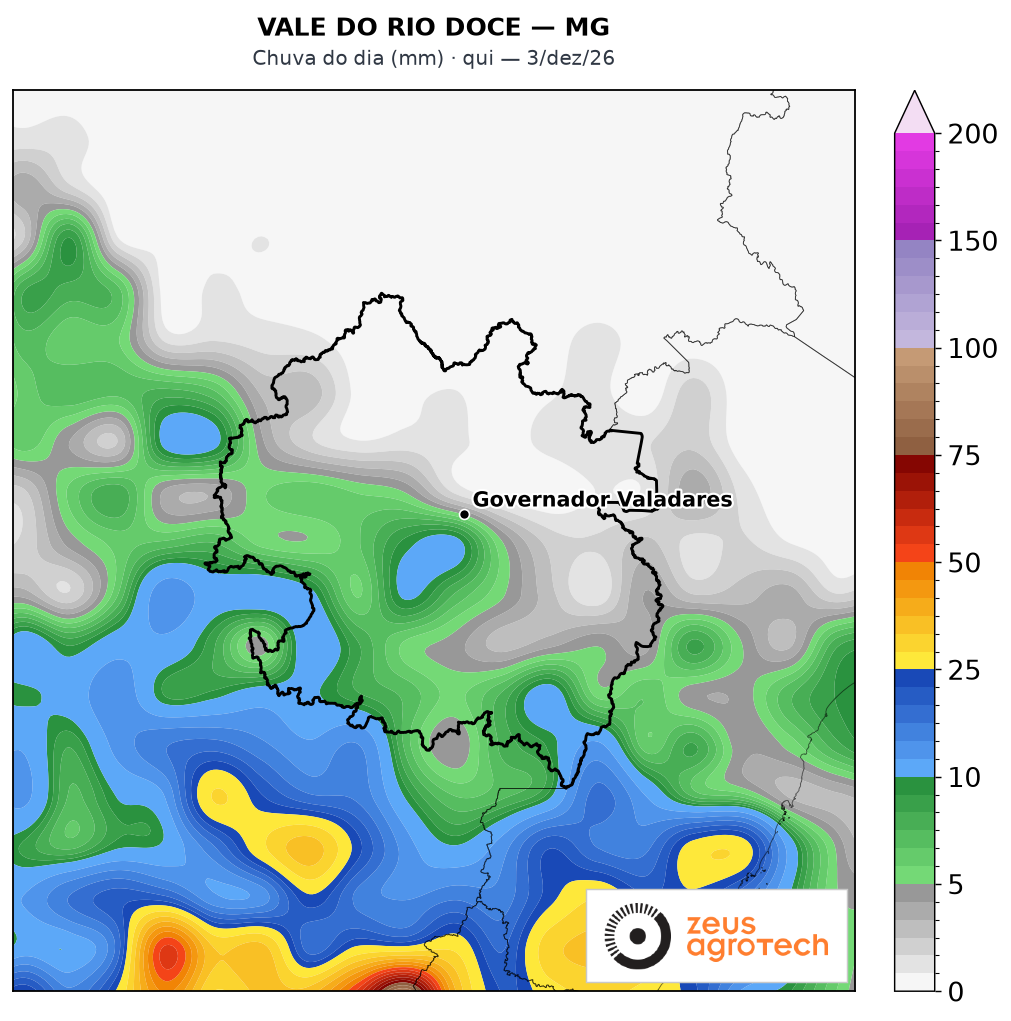 VALE DO RIO DOCE — MG
Chuva do dia (mm) · qui — 3/dez/26
200
150
100
75
50
25
10
5
0
Governador Valadares
zeus
agrotech